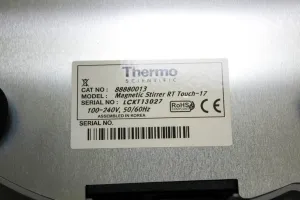 Thermo
SCIENTIFIC
CAT NO : 88880013
MODEL : Magnetic Stirrer RT Touch-17
SERIAL NO : LCXT13027
100-240V, 50/60Hz
RoHS
ASSEMBLED IN KOREA
SERIAL NO.